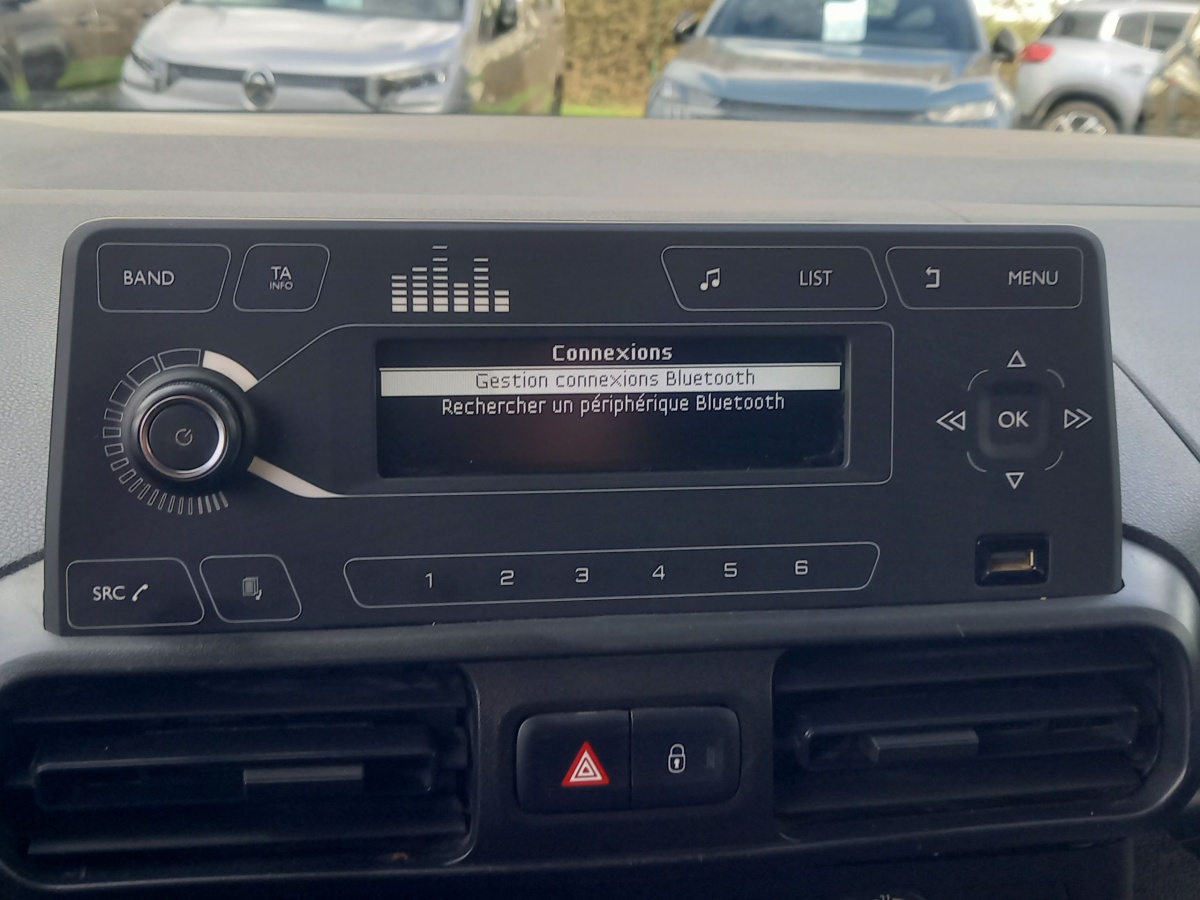 BAND
TA
INFO
LIST
MENU
Connexions
Gestion connexions Bluetooth
Rechercher un périphérique Bluetooth
OK
SRC
1 2 3 4 5 6